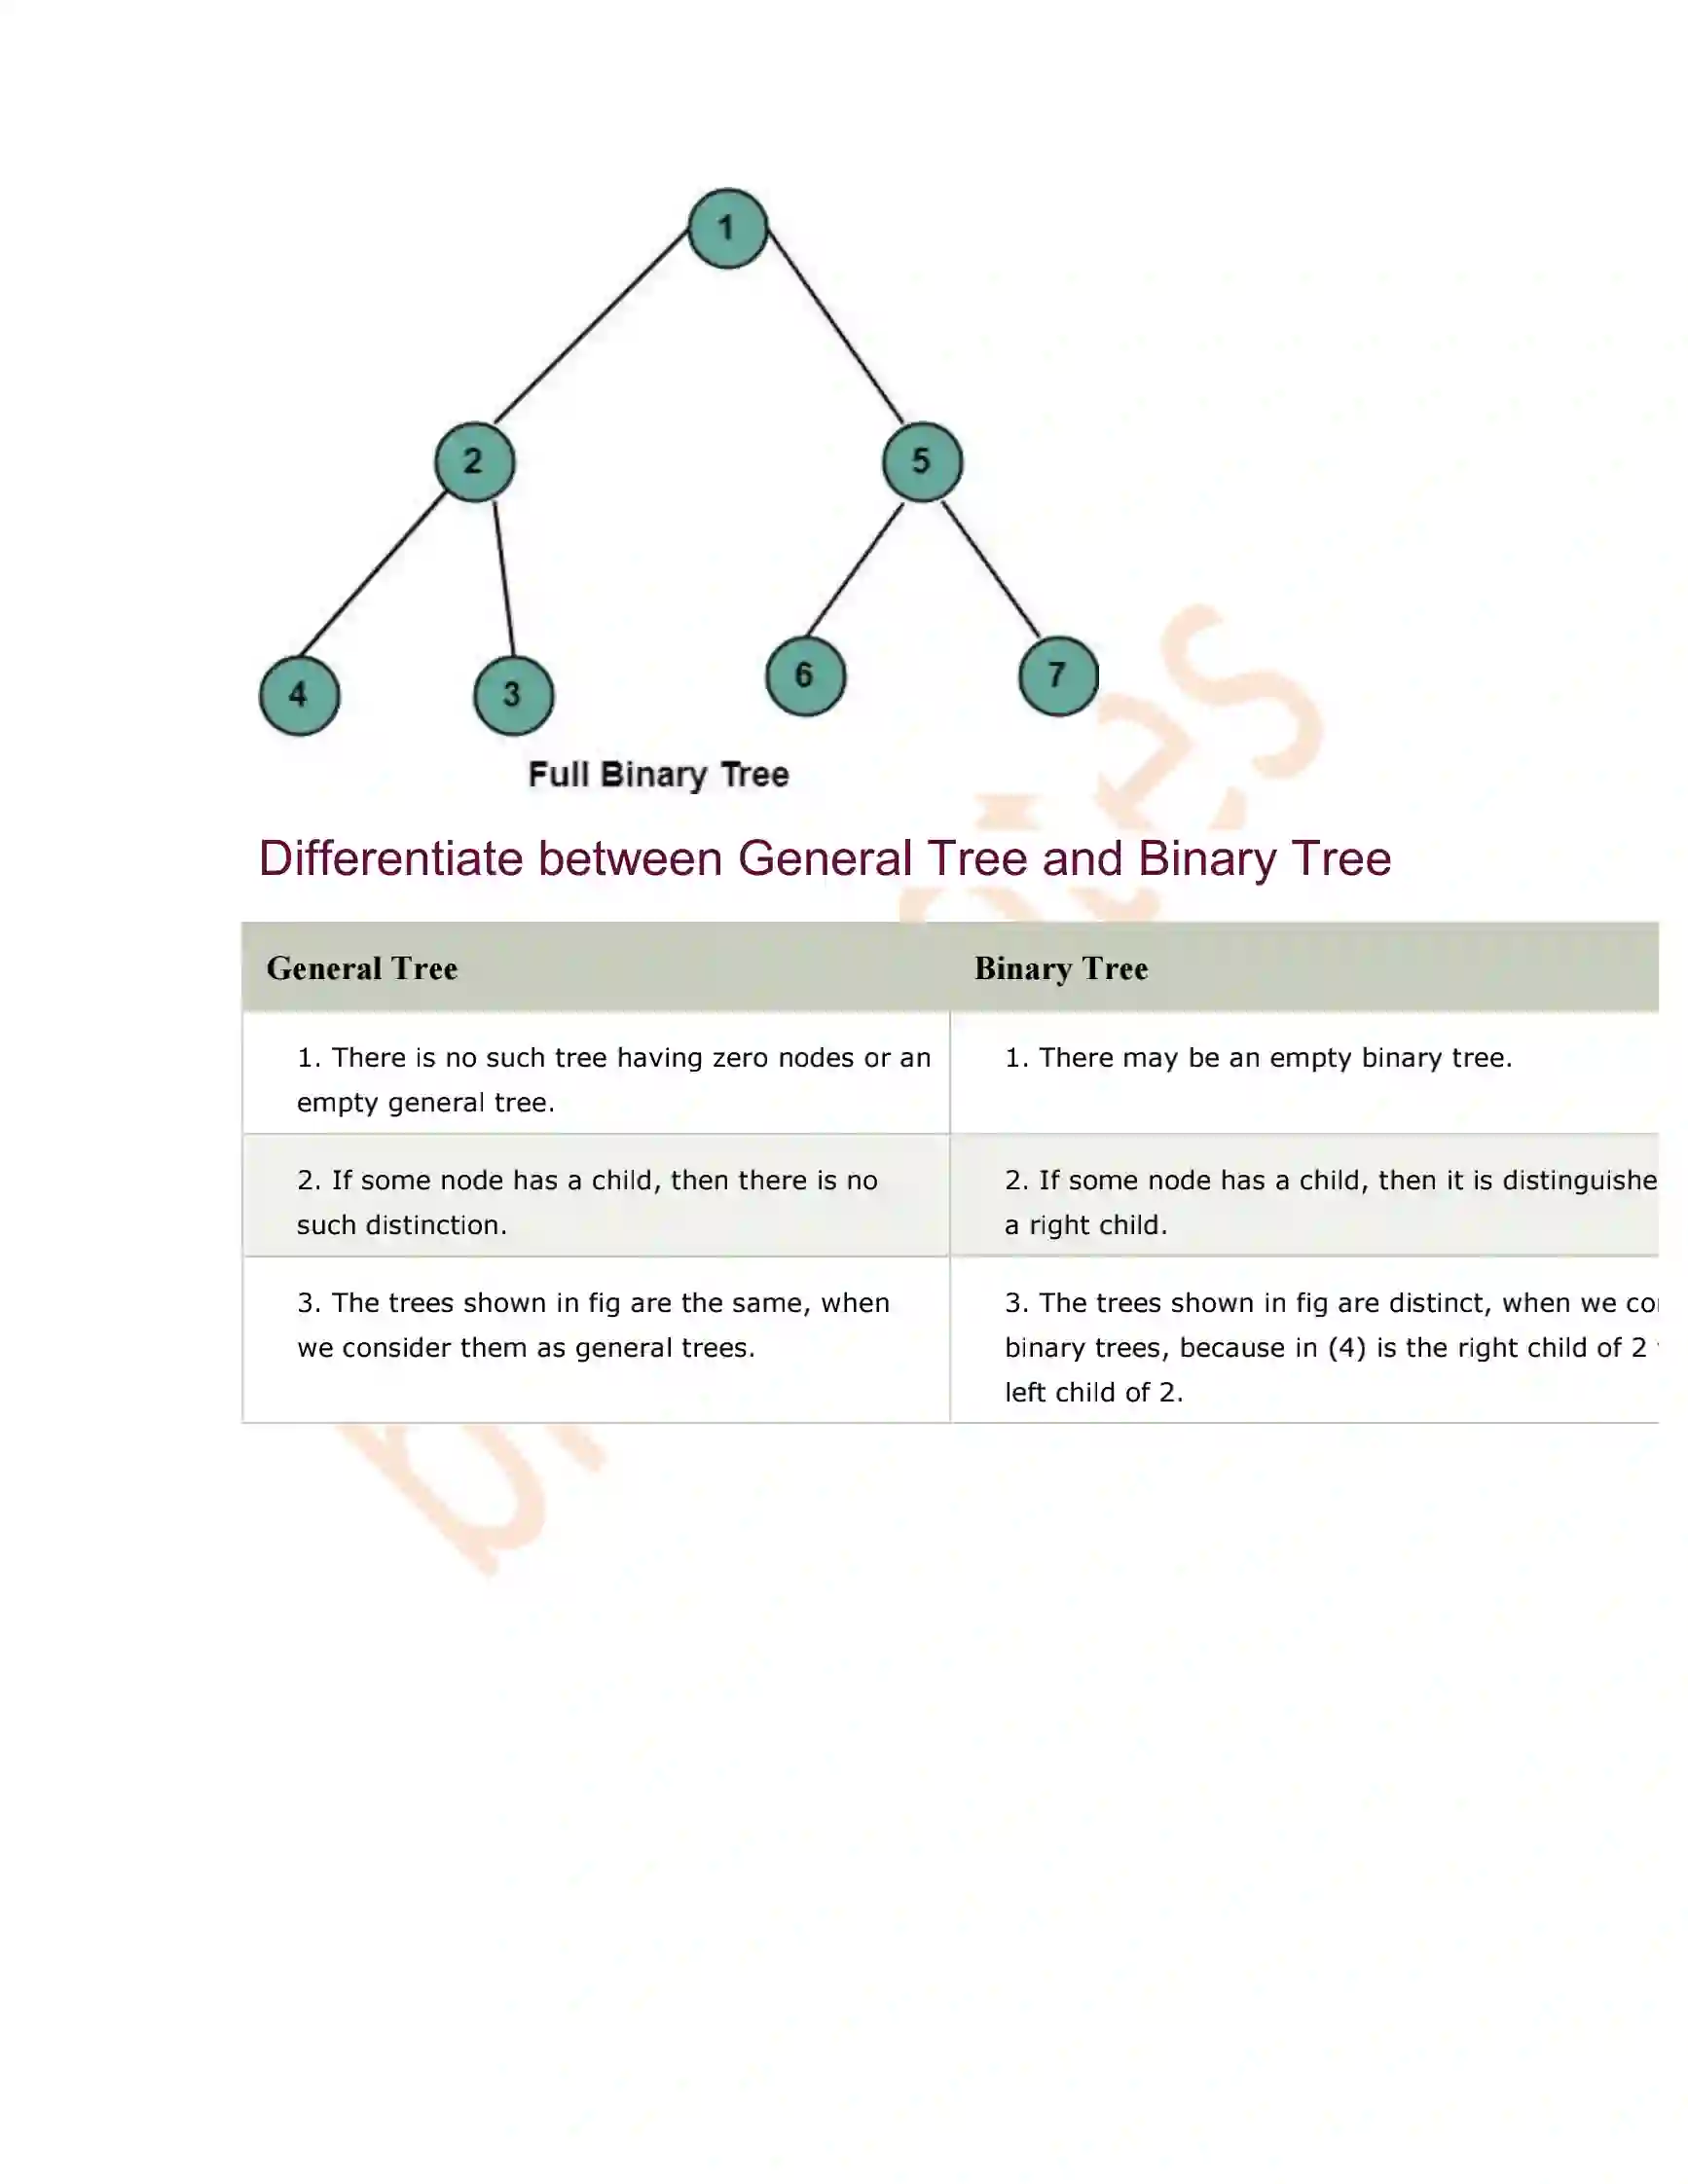 1
2
5
4
3
6
7
Full Binary Tree
Differentiate between General Tree and Binary Tree
General Tree
Binary Tree
1. There is no such tree having zero nodes or an
empty general tree.
1. There may be an empty binary tree.
2. If some node has a child, then there is no
such distinction.
2. If some node has a child, then it is distinguishe
a right child.
3. The trees shown in fig are the same, when
we consider them as general trees.
3. The trees shown in fig are distinct, when we
binary trees, because in (4) is the right child of 2
left child of 2.